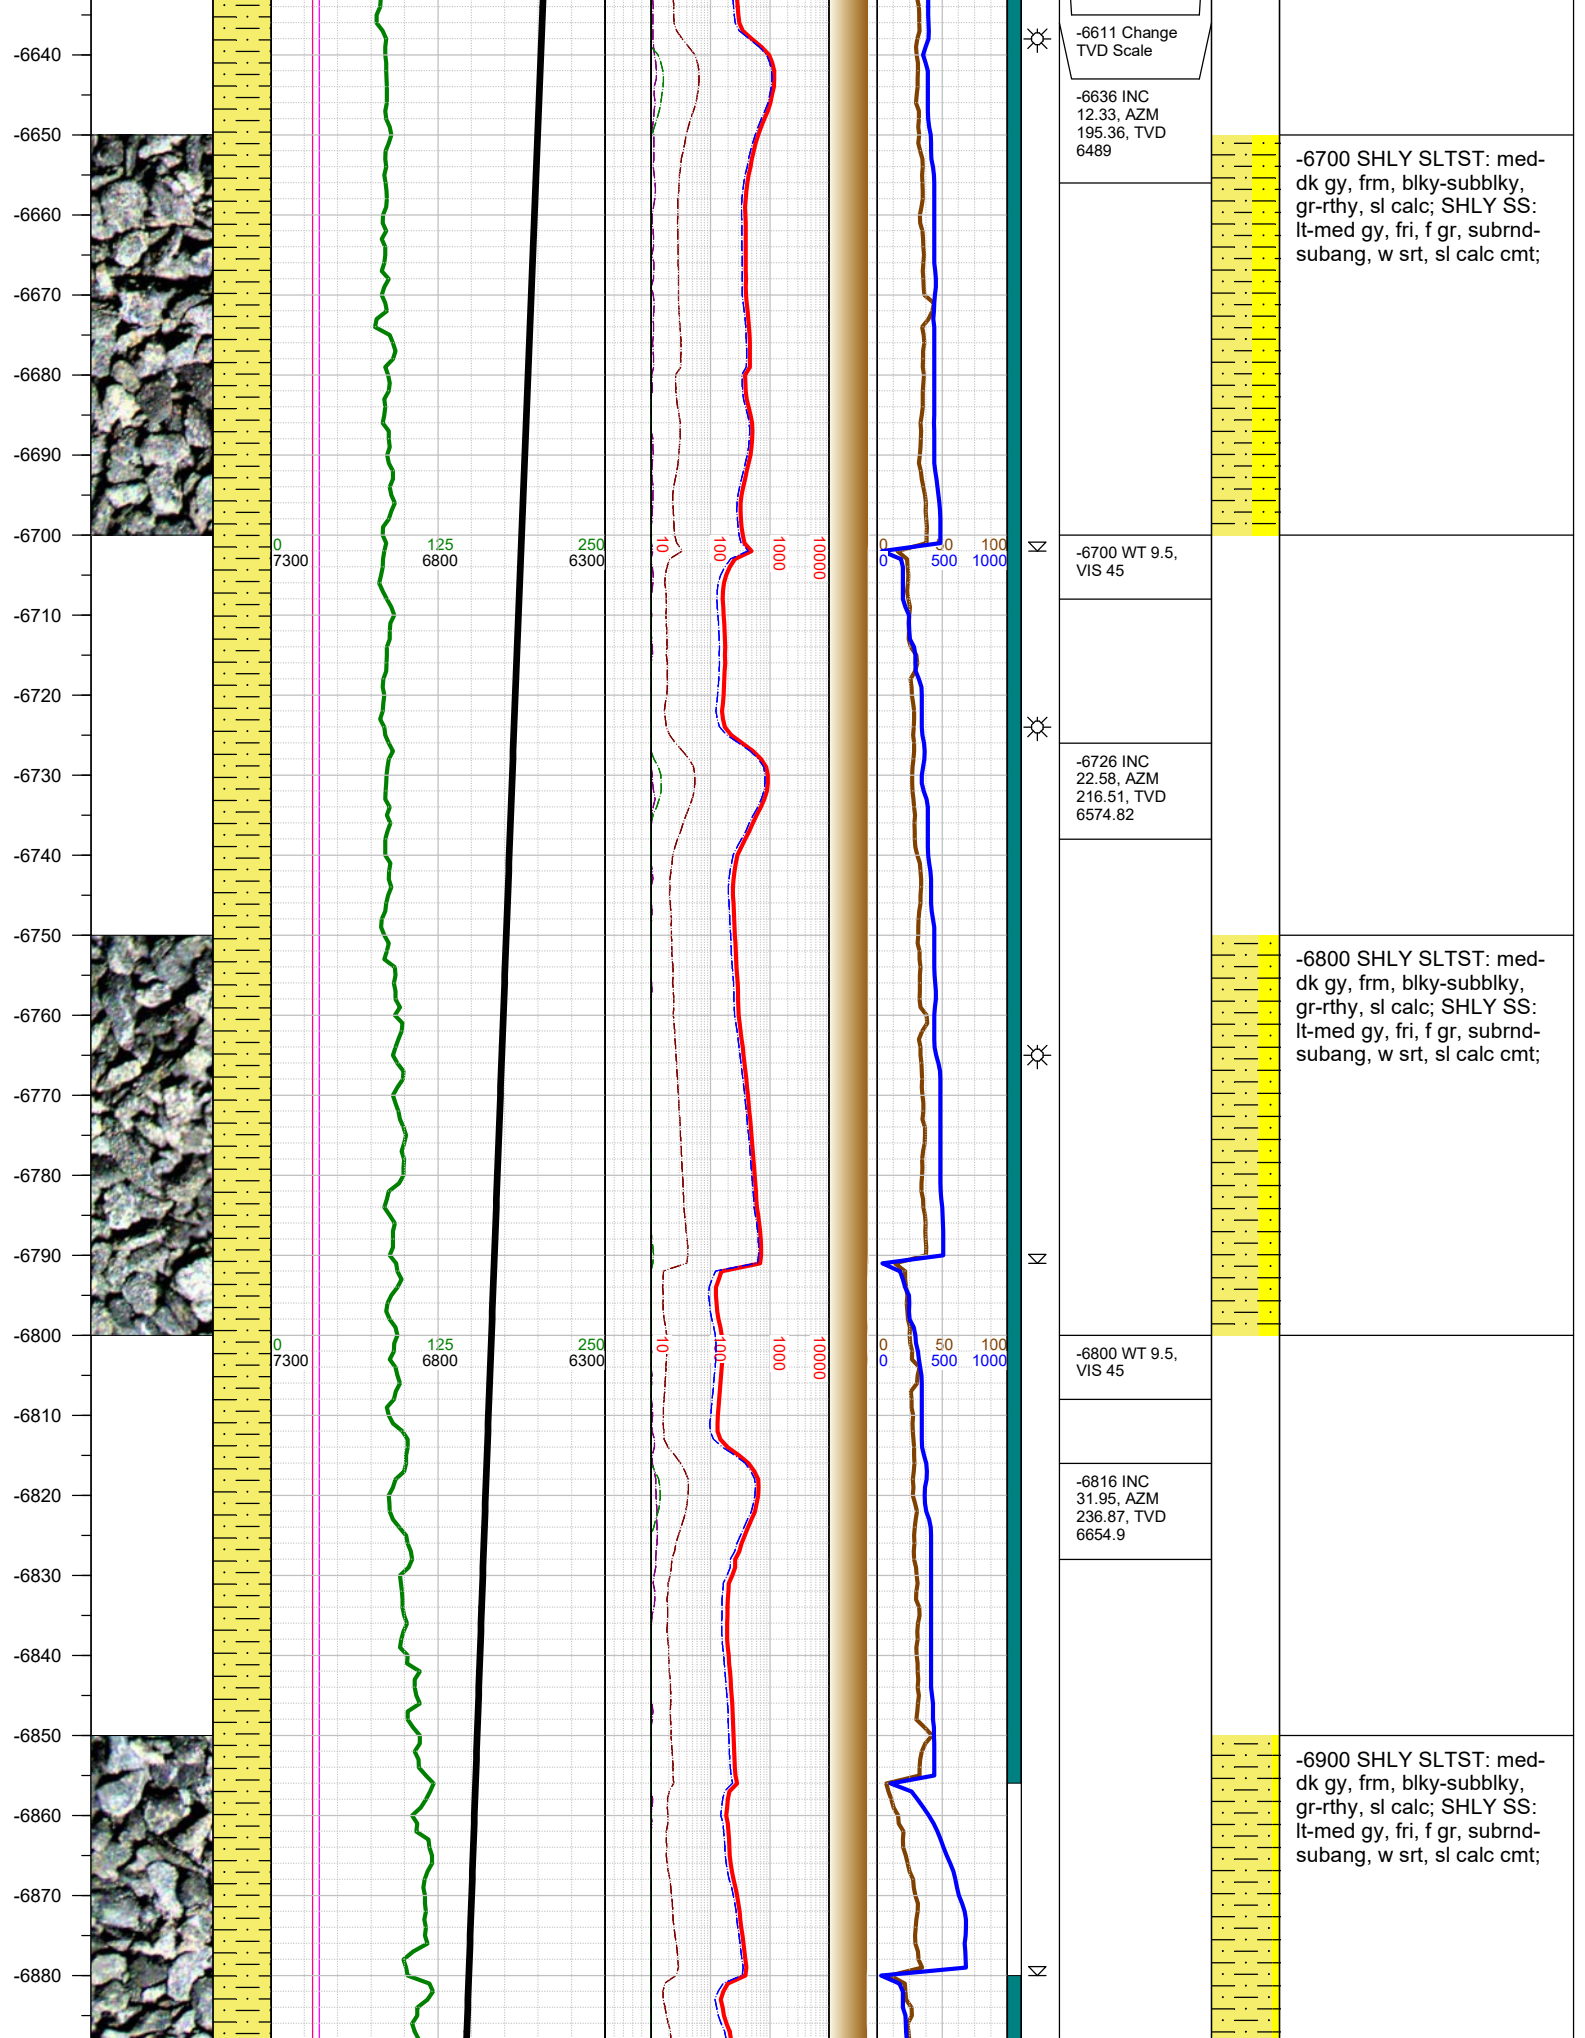 -6611 Change
TVD Scale
-6640
-6636 INC
12.33, AZM
195.36, TVD
6489
-6650
-6700 SHLY SLTST: med-
dk gy, frm, blky-subblky,
gr-rthy, sl calc; SHLY SS:
lt-med gy, fri, f gr, subrnd-
subang, w srt, sl calc cmt;
-6660
-6670
-6680
-6690
-6700
0 125 250 10 100 1000 10000 0 50 100
7300 6800 6300 0 500 1000
-6700 WT 9.5,
VIS 45
-6710
-6720
-6730
-6726 INC
22.58, AZM
216.51, TVD
6574.82
-6740
-6750
-6800 SHLY SLTST: med-
dk gy, frm, blky-subblky,
gr-rthy, sl calc; SHLY SS:
lt-med gy, fri, f gr, subrnd-
subang, w srt, sl calc cmt;
-6760
-6770
-6780
-6790
-6800
0 125 250 10 100 1000 10000 0 50 100
7300 6800 6300 0 500 1000
-6800 WT 9.5,
VIS 45
-6810
-6820
-6816 INC
31.95, AZM
236.87, TVD
6654.9
-6830
-6840
-6850
-6900 SHLY SLTST: med-
dk gy, frm, blky-subblky,
gr-rthy, sl calc; SHLY SS:
lt-med gy, fri, f gr, subrnd-
subang, w srt, sl calc cmt;
-6860
-6870
-6880